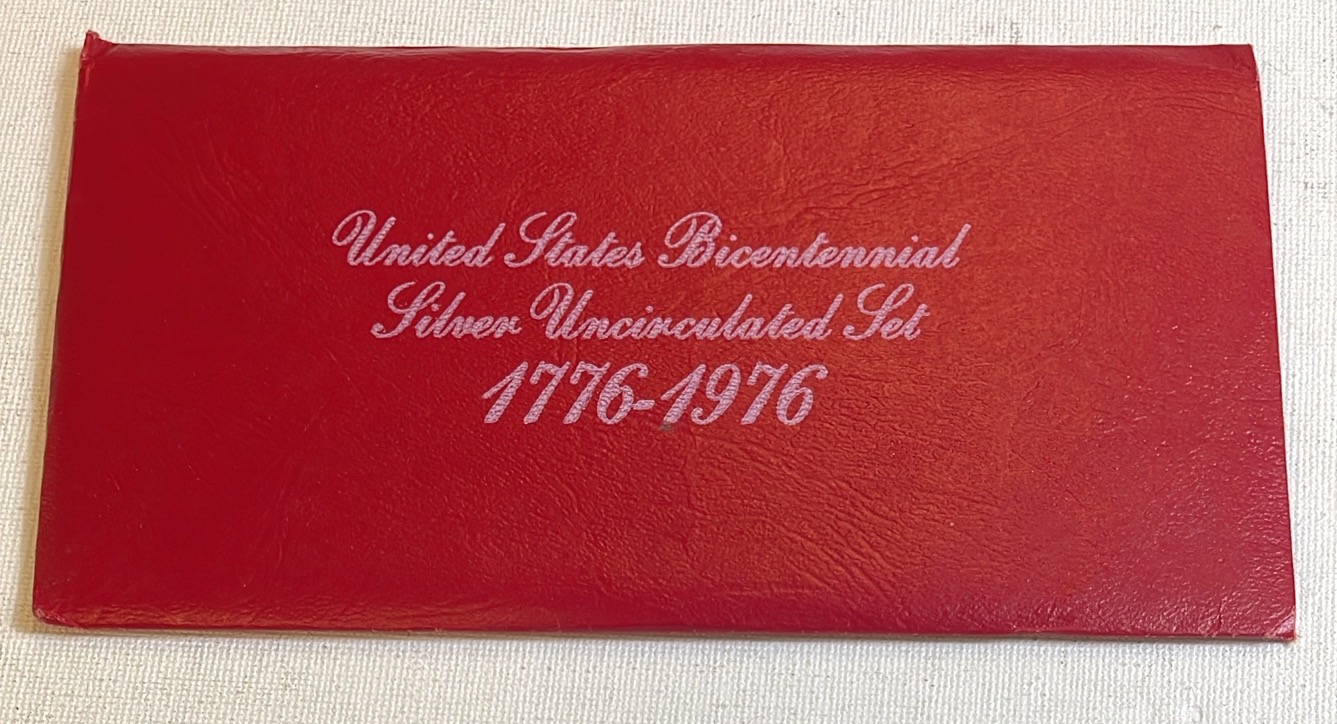 United States Bicentennial
Silver Uncirculated Set
1776-1976